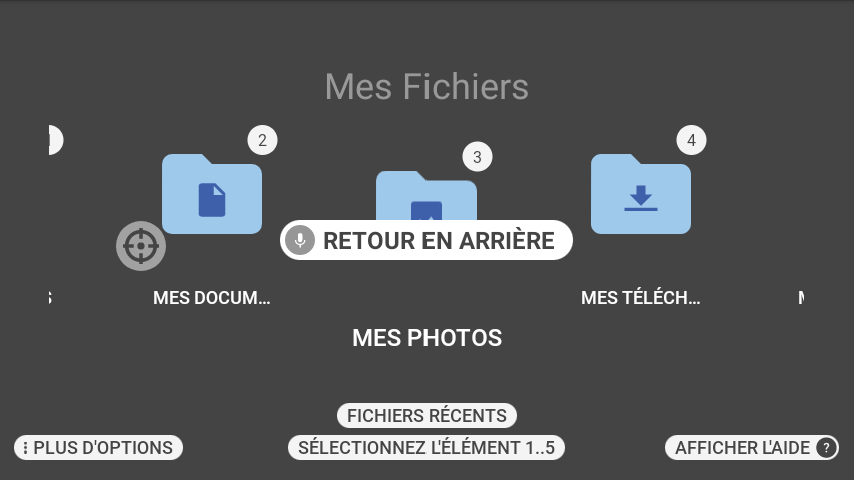 Mes Fichiers
2
3
4
RETOUR EN ARRIÈRE
MES DOCUM...
MES TÉLÉCH...
MES PHOTOS
FICHIERS RÉCENTS
PLUS D'OPTIONS
SÉLECTIONNEZ L'ÉLÉMENT 1..5
AFFICHER L'AIDE ?